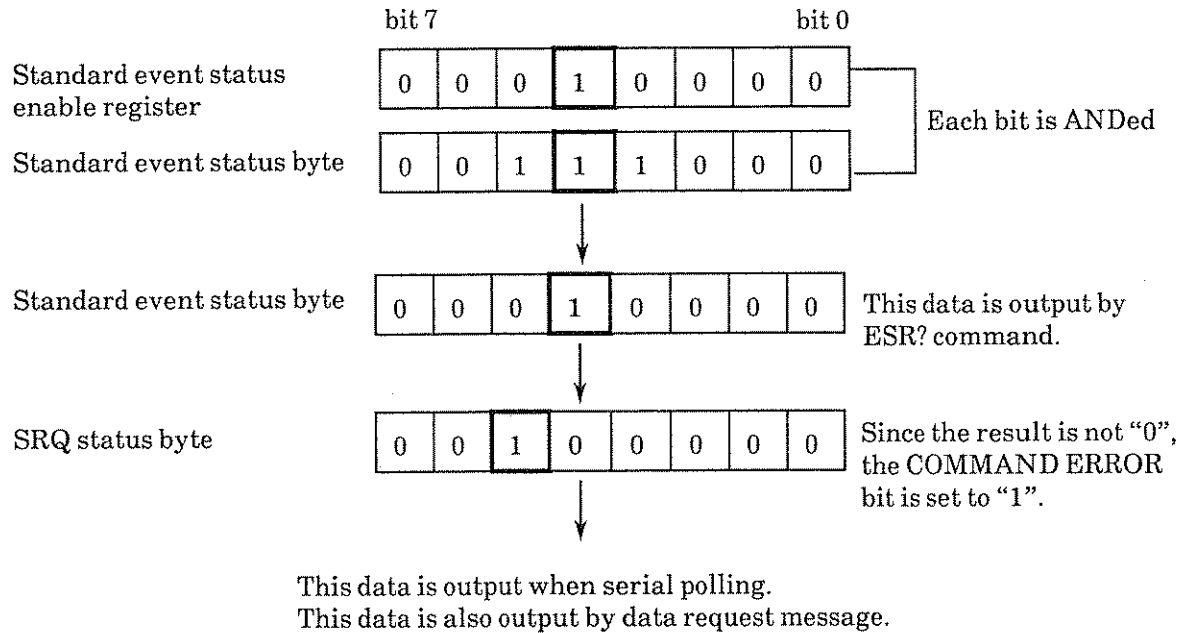 bit 7 bit 0
Standard event status
enable register
0 0 0 1 0 0 0 0
Each bit is ANDed
Standard event status byte
0 0 1 1 1 0 0 0
Standard event status byte
0 0 0 1 0 0 0 0
This data is output by
ESR? command.
SRQ status byte
0 0 1 0 0 0 0 0
Since the result is not “0”,
the COMMAND ERROR
bit is set to “1”.
This data is output when serial polling.
This data is also output by data request message.